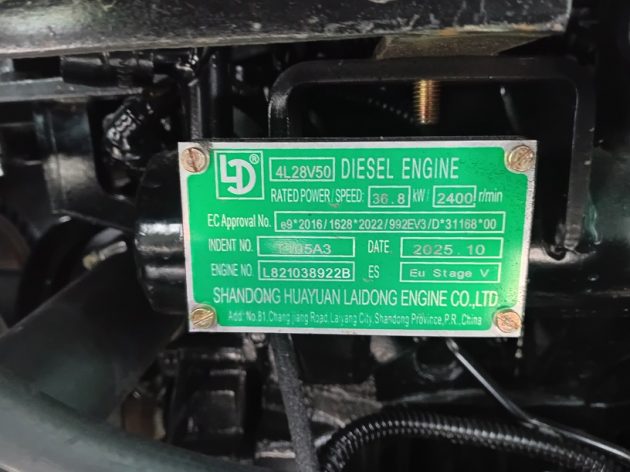 LD® 4L28V50 DIESEL ENGINE
RATED POWER/SPEED: 36.8 kW/ 2400 r/min
EC Approval No. e9*2016/1628*2022/992EV3/D*31168*00
INDENT NO. DATE 2025.10
ENGINE NO. L821038922B ES Eu Stage V
SHANDONG HUAYUAN LAIDONG ENGINE CO.,LTD
Add: No.81, Changjiang Road, Laiyang City, Shandong Province, P.R., China